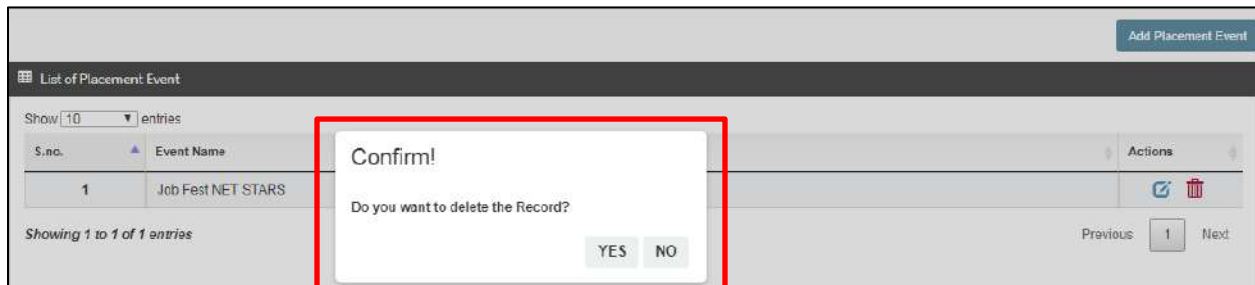 Add Placement Event
List of Placement Event
Show 10 entries
S.no. Event Name Actions
1 Job Fest NET STARS
Confirm!
Do you want to delete the Record?
YES NO
Showing 1 to 1 of 1 entries
Previous 1 Next